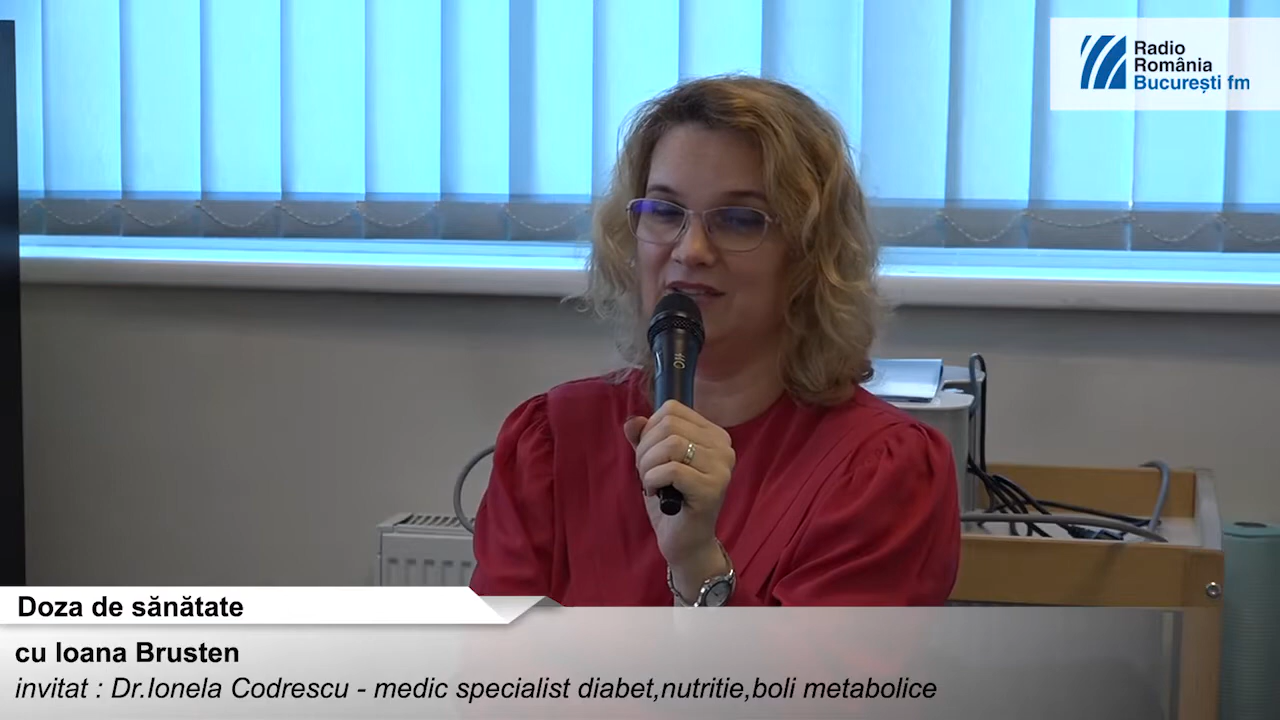 Radio
România
București fm
110
Doza de sănătate
cu Ioana Brusten
invitat : Dr.Ionela Codrescu - medic specialist diabet,nutritie,boli metabolice